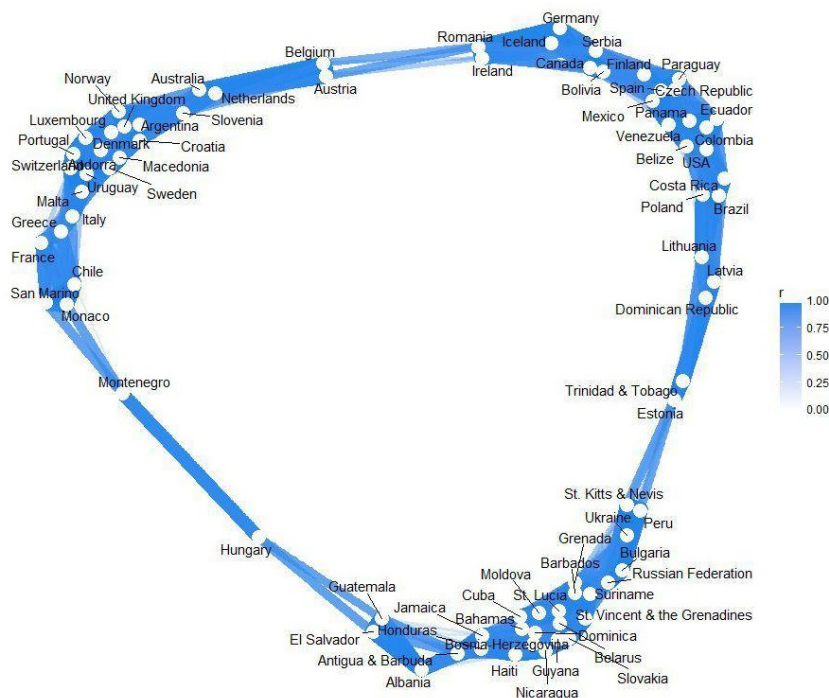 Germany
Romania
Iceland
Serbia
Belgium
Ireland
Canada
Finland
Paraguay
Austria
Bolivia
Spain
Czech Republic
Norway
Australia
Netherlands
Mexico
Panama
Ecuador
United Kingdom
Luxembourg
Argentina
Slovenia
Venezuela
Colombia
Portugal
Denmark
Croatia
Belize
USA
Switzerland
Andorra
Macedonia
Uruguay
Sweden
Costa Rica
Malta
Poland
Brazil
Greece
Italy
France
Lithuania
Chile
Latvia
San Marino
Monaco
Dominican Republic
r
1.00
0.75
0.50
0.25
0.00
Montenegro
Trinidad & Tobago
Estonia
St. Kitts & Nevis
Ukraine
Peru
Hungary
Grenada
Bulgaria
Barbados
Russian Federation
Moldova
Guatemala
Cuba
St. Lucia
Suriname
Jamaica
Bahamas
St. Vincent & the Grenadines
El Salvador
Honduras
Dominica
Antigua & Barbuda
Bosnia-Herzegovina
Belarus
Albania
Haiti
Guyana
Slovakia
Nicaragua